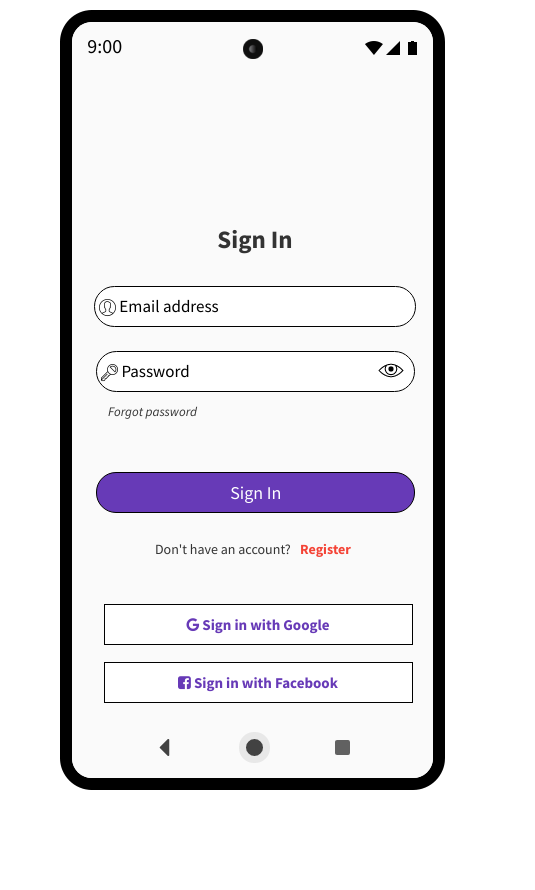 9:00
Sign In
Email address
Password
Forgot password
Sign In
Don't have an account? Register
Sign in with Google
Sign in with Facebook